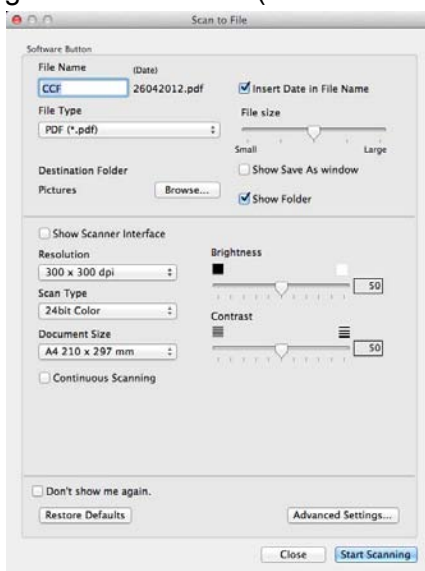 Scan to File
Software Button
File Name (Date)
CCF 26042012.pdf Insert Date in File Name
File Type File size
PDF (*.pdf)
Small Large
Destination Folder Show Save As window
Pictures Browse... Show Folder
Show Scanner Interface
Resolution Brightness
300 x 300 dpi 50
Scan Type
24bit Color Contrast
Document Size
A4 210 x 297 mm 50
Continuous Scanning
Don't show me again.
Restore Defaults Advanced Settings...
Close Start Scanning